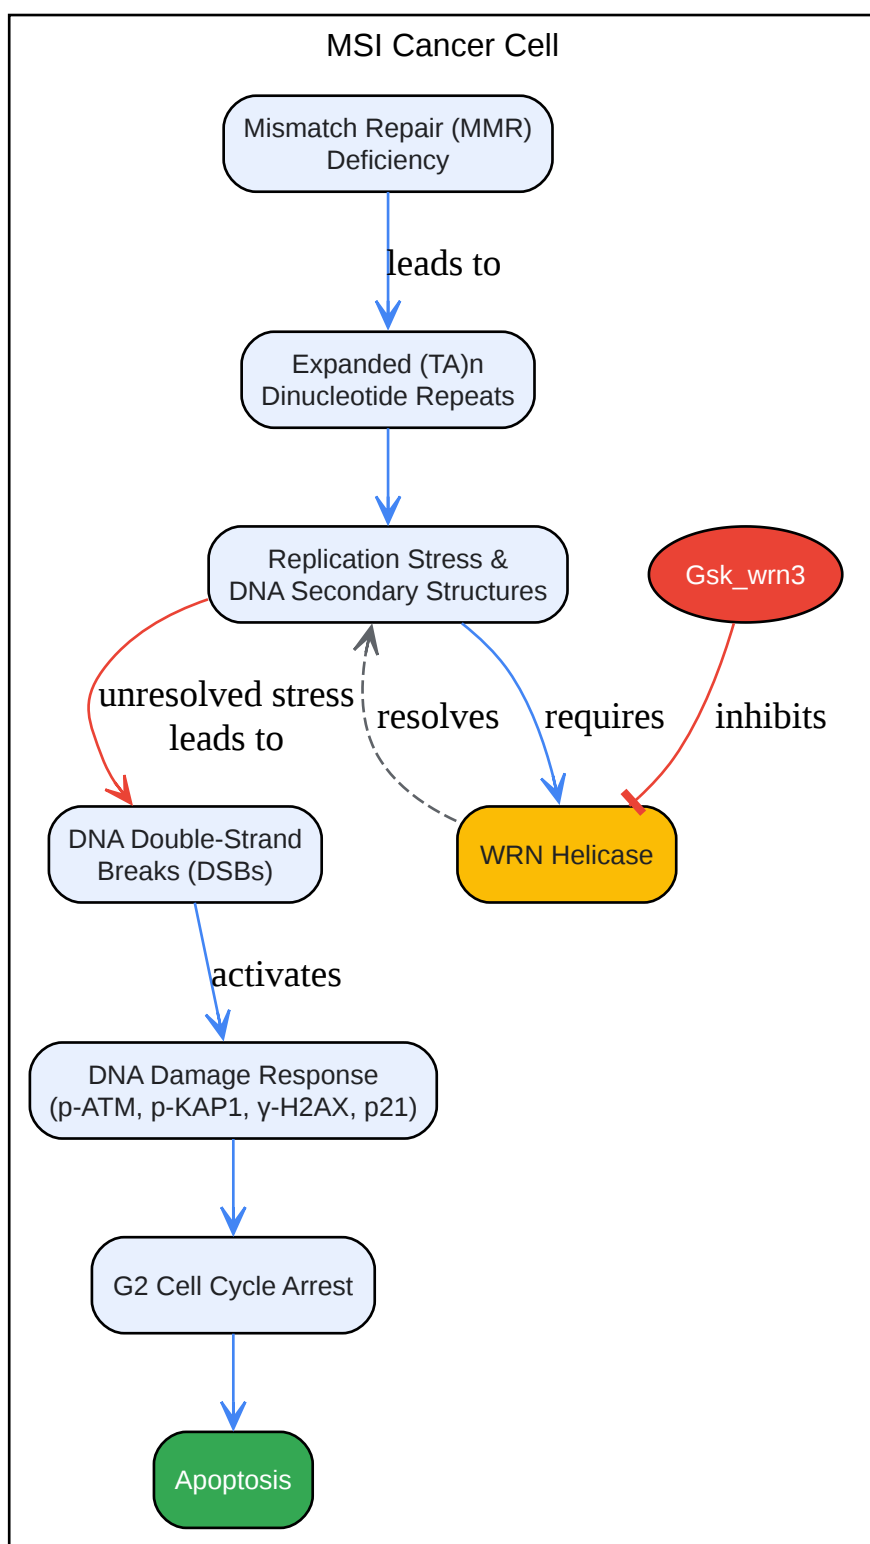 MSI Cancer Cell
Mismatch Repair (MMR)
Deficiency
leads to
Expanded (TA)n
Dinucleotide Repeats
Replication Stress &
DNA Secondary Structures
Gsk_wrn3
unresolved stress
leads to
resolves
requires
inhibits
DNA Double-Strand
Breaks (DSBs)
WRN Helicase
activates
DNA Damage Response
(p-ATM, p-KAP1, γ-H2AX, p21)
G2 Cell Cycle Arrest
Apoptosis